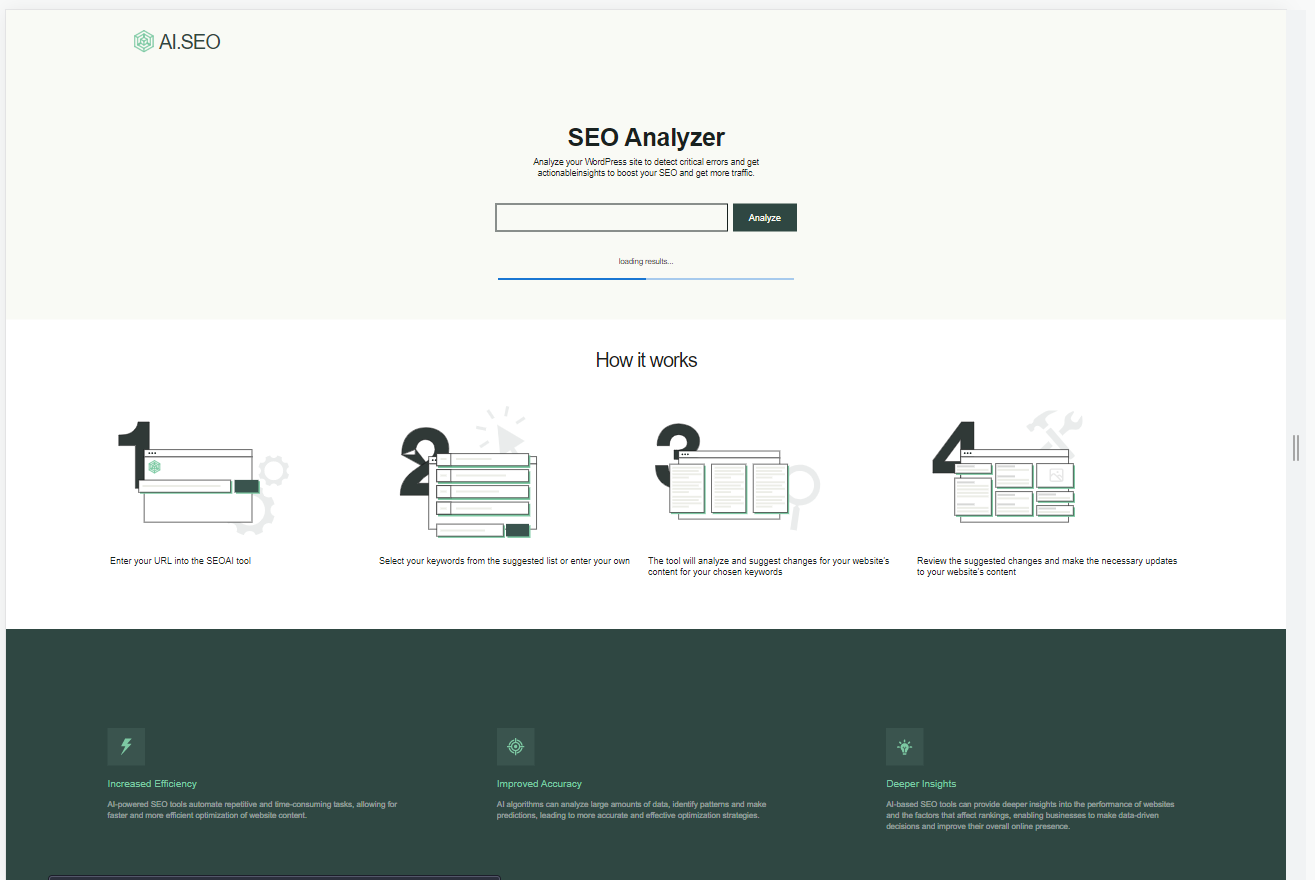 AI.SEO
SEO Analyzer
Analyze your WordPress site to detect critical errors and get
actionableinsights to boost your SEO and get more traffic.
Analyze
loading results...
How it works
1
2
3
4
Enter your URL into the SEOAI tool
Select your keywords from the suggested list or enter your own
The tool will analyze and suggest changes for your website's
content for your chosen keywords
Review the suggested changes and make the necessary updates
to your website's content
Increased Efficiency
AI-powered SEO tools automate repetitive and time-consuming tasks, allowing for
faster and more efficient optimization of website content.
Improved Accuracy
AI algorithms can analyze large amounts of data, identify patterns and make
predictions, leading to more accurate and effective optimization strategies.
Deeper Insights
AI-based SEO tools can provide deeper insights into the performance of websites
and the factors that affect rankings, enabling businesses to make data-driven
decisions and improve their overall online presence.